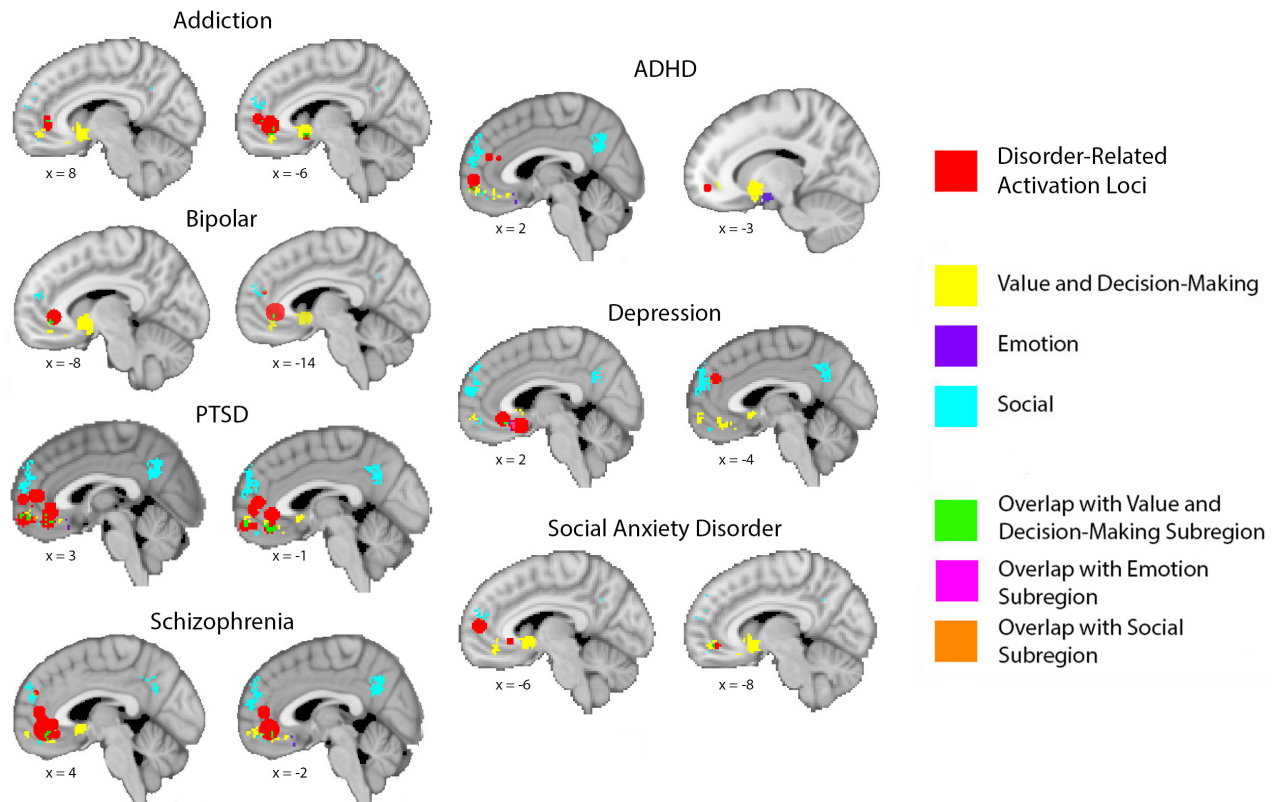 Addiction
x = 8
x = -6
Bipolar
x = -8
x = -14
PTSD
x = 3
x = -1
Schizophrenia
x = 4
x = -2
ADHD
x = 2
x = -3
Depression
x = 2
x = -4
Social Anxiety Disorder
x = -6
x = -8
Disorder-Related
Activation Loci
Value and Decision-Making
Emotion
Social
Overlap with Value and
Decision-Making Subregion
Overlap with Emotion
Subregion
Overlap with Social
Subregion